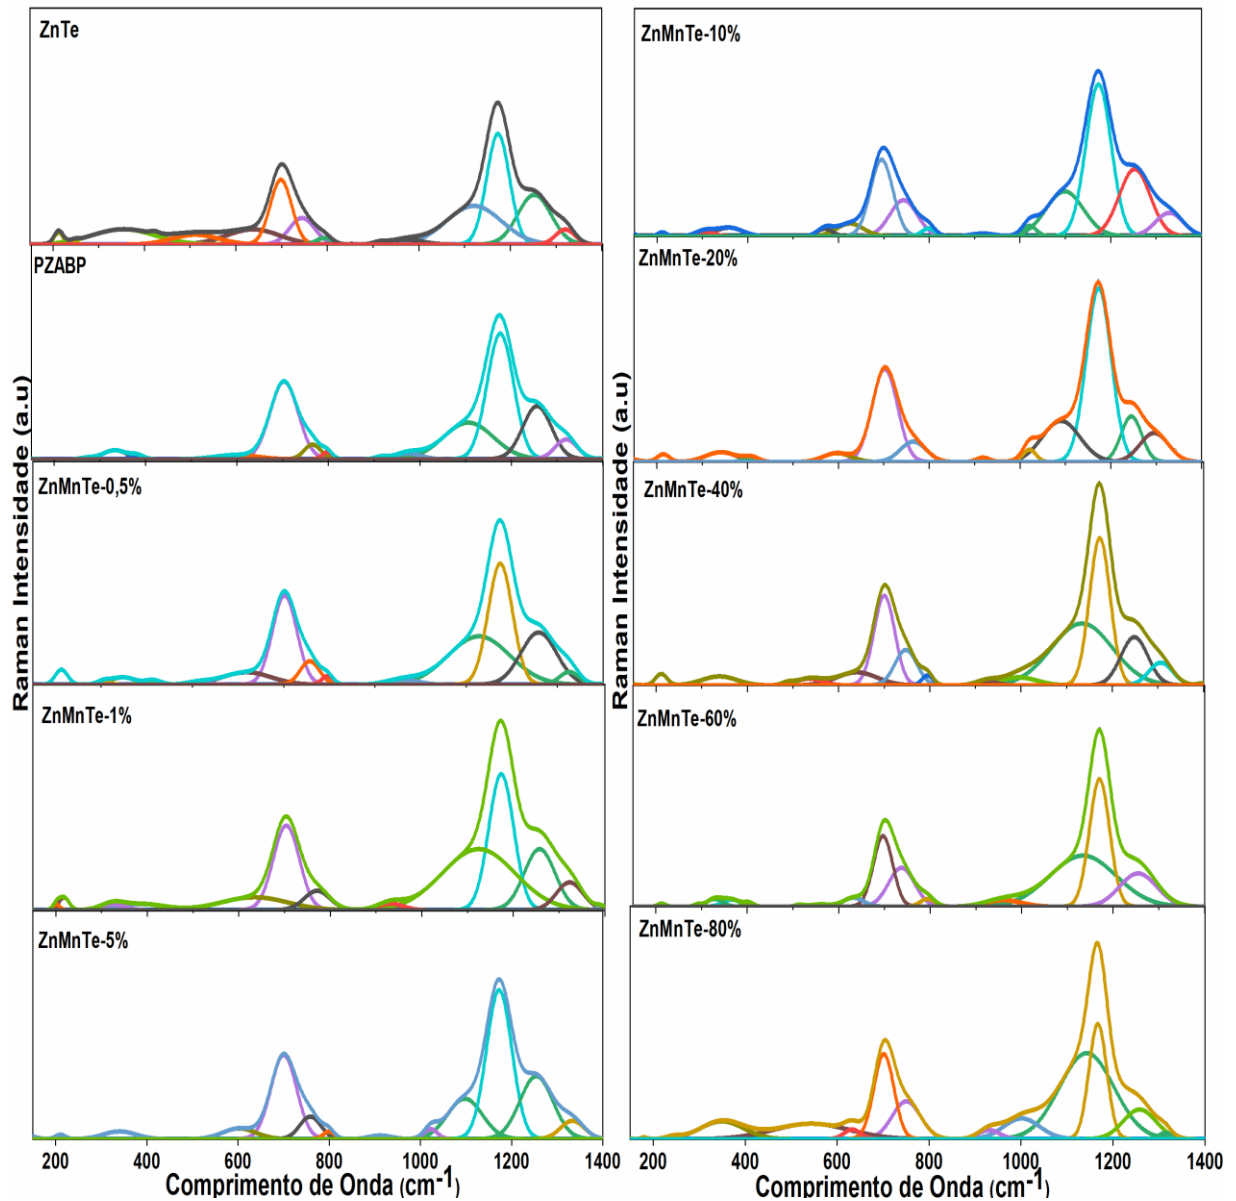 ZnTe
PZABP
ZnMnTe-0,5%
ZnMnTe-1%
ZnMnTe-5%
Raman Intensidade (a.u)
200 400 600 800 1000 1200 1400
Comprimento de Onda (cm-1)
ZnMnTe-10%
ZnMnTe-20%
ZnMnTe-40%
ZnMnTe-60%
ZnMnTe-80%
Raman Intensidade (a.u)
200 400 600 800 1000 1200 1400
Comprimento de Onda (cm-1)